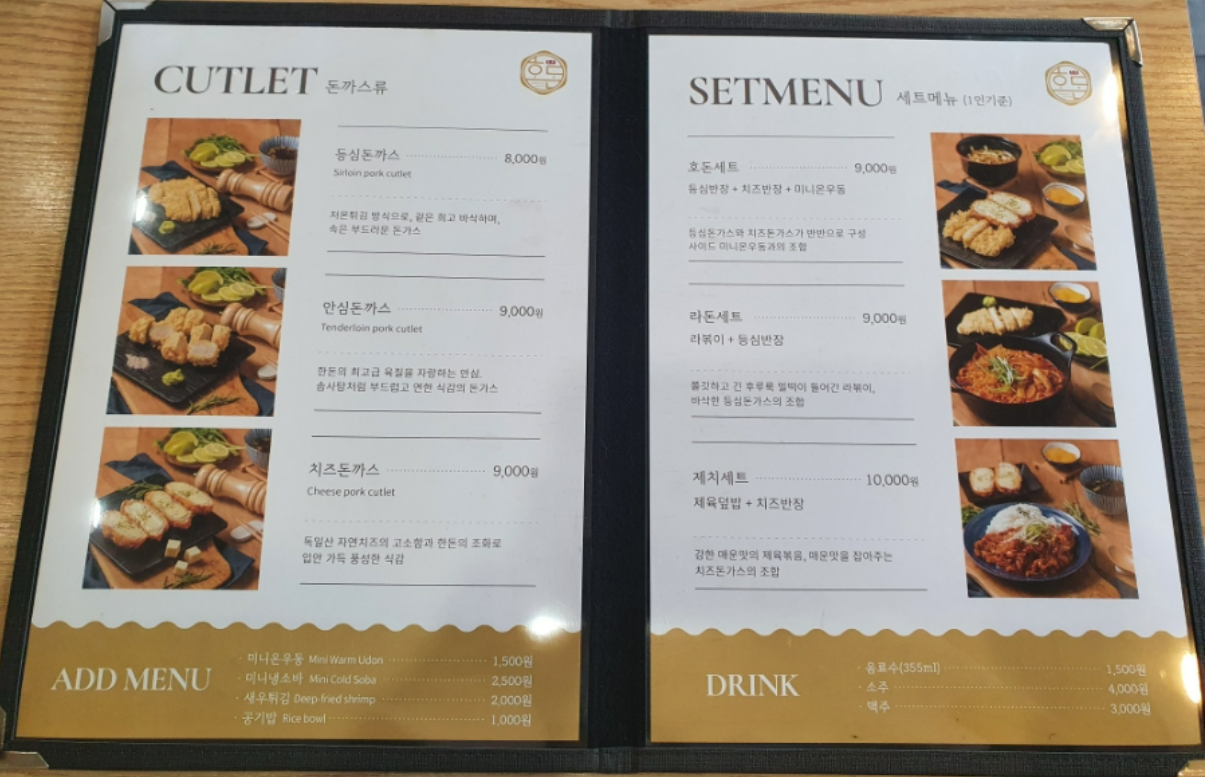 CUTLET 돈까스류
호돈
등심돈까스 8,000원
Sirloin pork cutlet
저온튀김 방식으로, 겉은 희고 바삭하며,
속은 부드러운 돈가스
안심돈까스 9,000원
Tenderloin pork cutlet
한돈의 최고급 육질을 자랑하는 안심.
솜사탕처럼 부드럽고 연한 식감의 돈가스
치즈돈까스 9,000원
Cheese pork cutlet
독일산 자연치즈의 고소함과 한돈의 조화로
입안 가득 풍성한 식감
ADD MENU
· 미니온우동 Mini Warm Udon 1,500원
· 미니냉소바 Mini Cold Soba 2,500원
· 새우튀김 Deep-fried shrimp 2,000원
· 공기밥 Rice bowl 1,000원
SETMENU 세트메뉴 (1인기준)
호돈
호돈세트 9,000원
등심반장 + 치즈반장 + 미니온우동
등심돈가스와 치즈돈가스가 반반으로 구성
사이드 미니온우동과의 조합
라돈세트 9,000원
라볶이 + 등심반장
쫄깃하고 긴 후루룩 밀떡이 들어간 라볶이,
바삭한 등심돈가스의 조합
제치세트 10,000원
제육덮밥 + 치즈반장
강한 매운맛의 제육볶음, 매운맛을 잡아주는
치즈돈가스의 조합
DRINK
· 음료수(355ml) 1,500원
· 소주 4,000원
· 맥주 3,000원